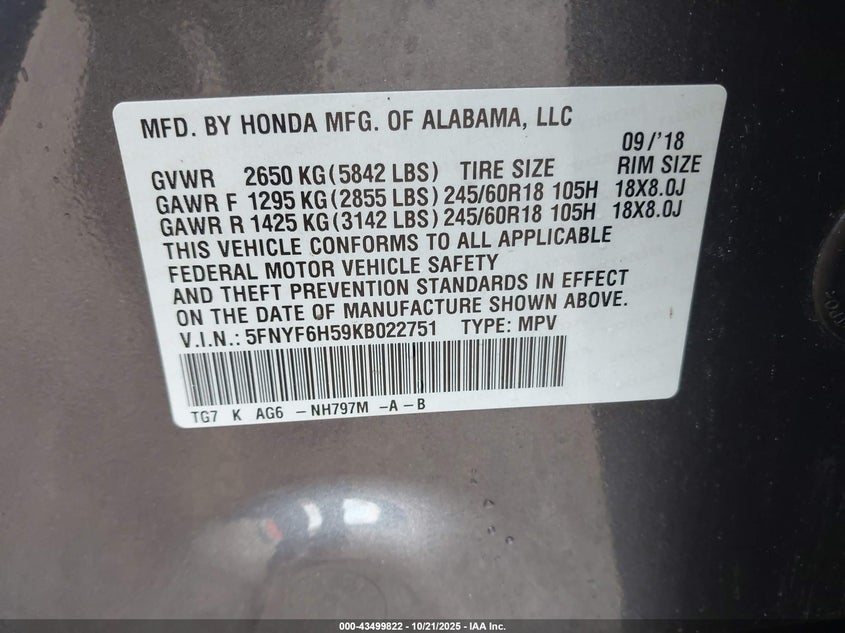 MFD. BY HONDA MFG. OF ALABAMA, LLC
09/'18
GVWR 2650 KG (5842 LBS) TIRE SIZE RIM SIZE
GAWR F 1295 KG (2855 LBS) 245/60R18 105H 18X8.0J
GAWR R 1425 KG (3142 LBS) 245/60R18 105H 18X8.0J
THIS VEHICLE CONFORMS TO ALL APPLICABLE
FEDERAL MOTOR VEHICLE SAFETY
AND THEFT PREVENTION STANDARDS IN EFFECT
ON THE DATE OF MANUFACTURE SHOWN ABOVE.
V.I.N.: 5FNYF6H59KB022751 TYPE: MPV
TG7 K AG6 -NH797M -A-B
000-43499822 - 10/21/2025 - IAA Inc.